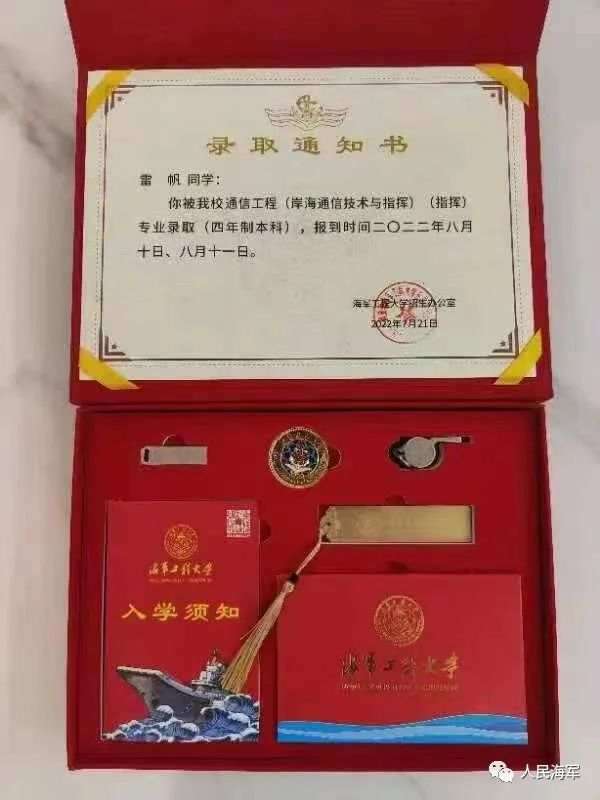 录取通知书
雷 帆 同学：
你被我校通信工程（岸海通信技术与指挥）（指挥）
专业录取（四年制本科），报到时间二〇二二年八月
十日、八月十一日。
海军工程大学招生办公室
2022年7月21日
海军工程大学
入学须知
海军工程大学
人民海军